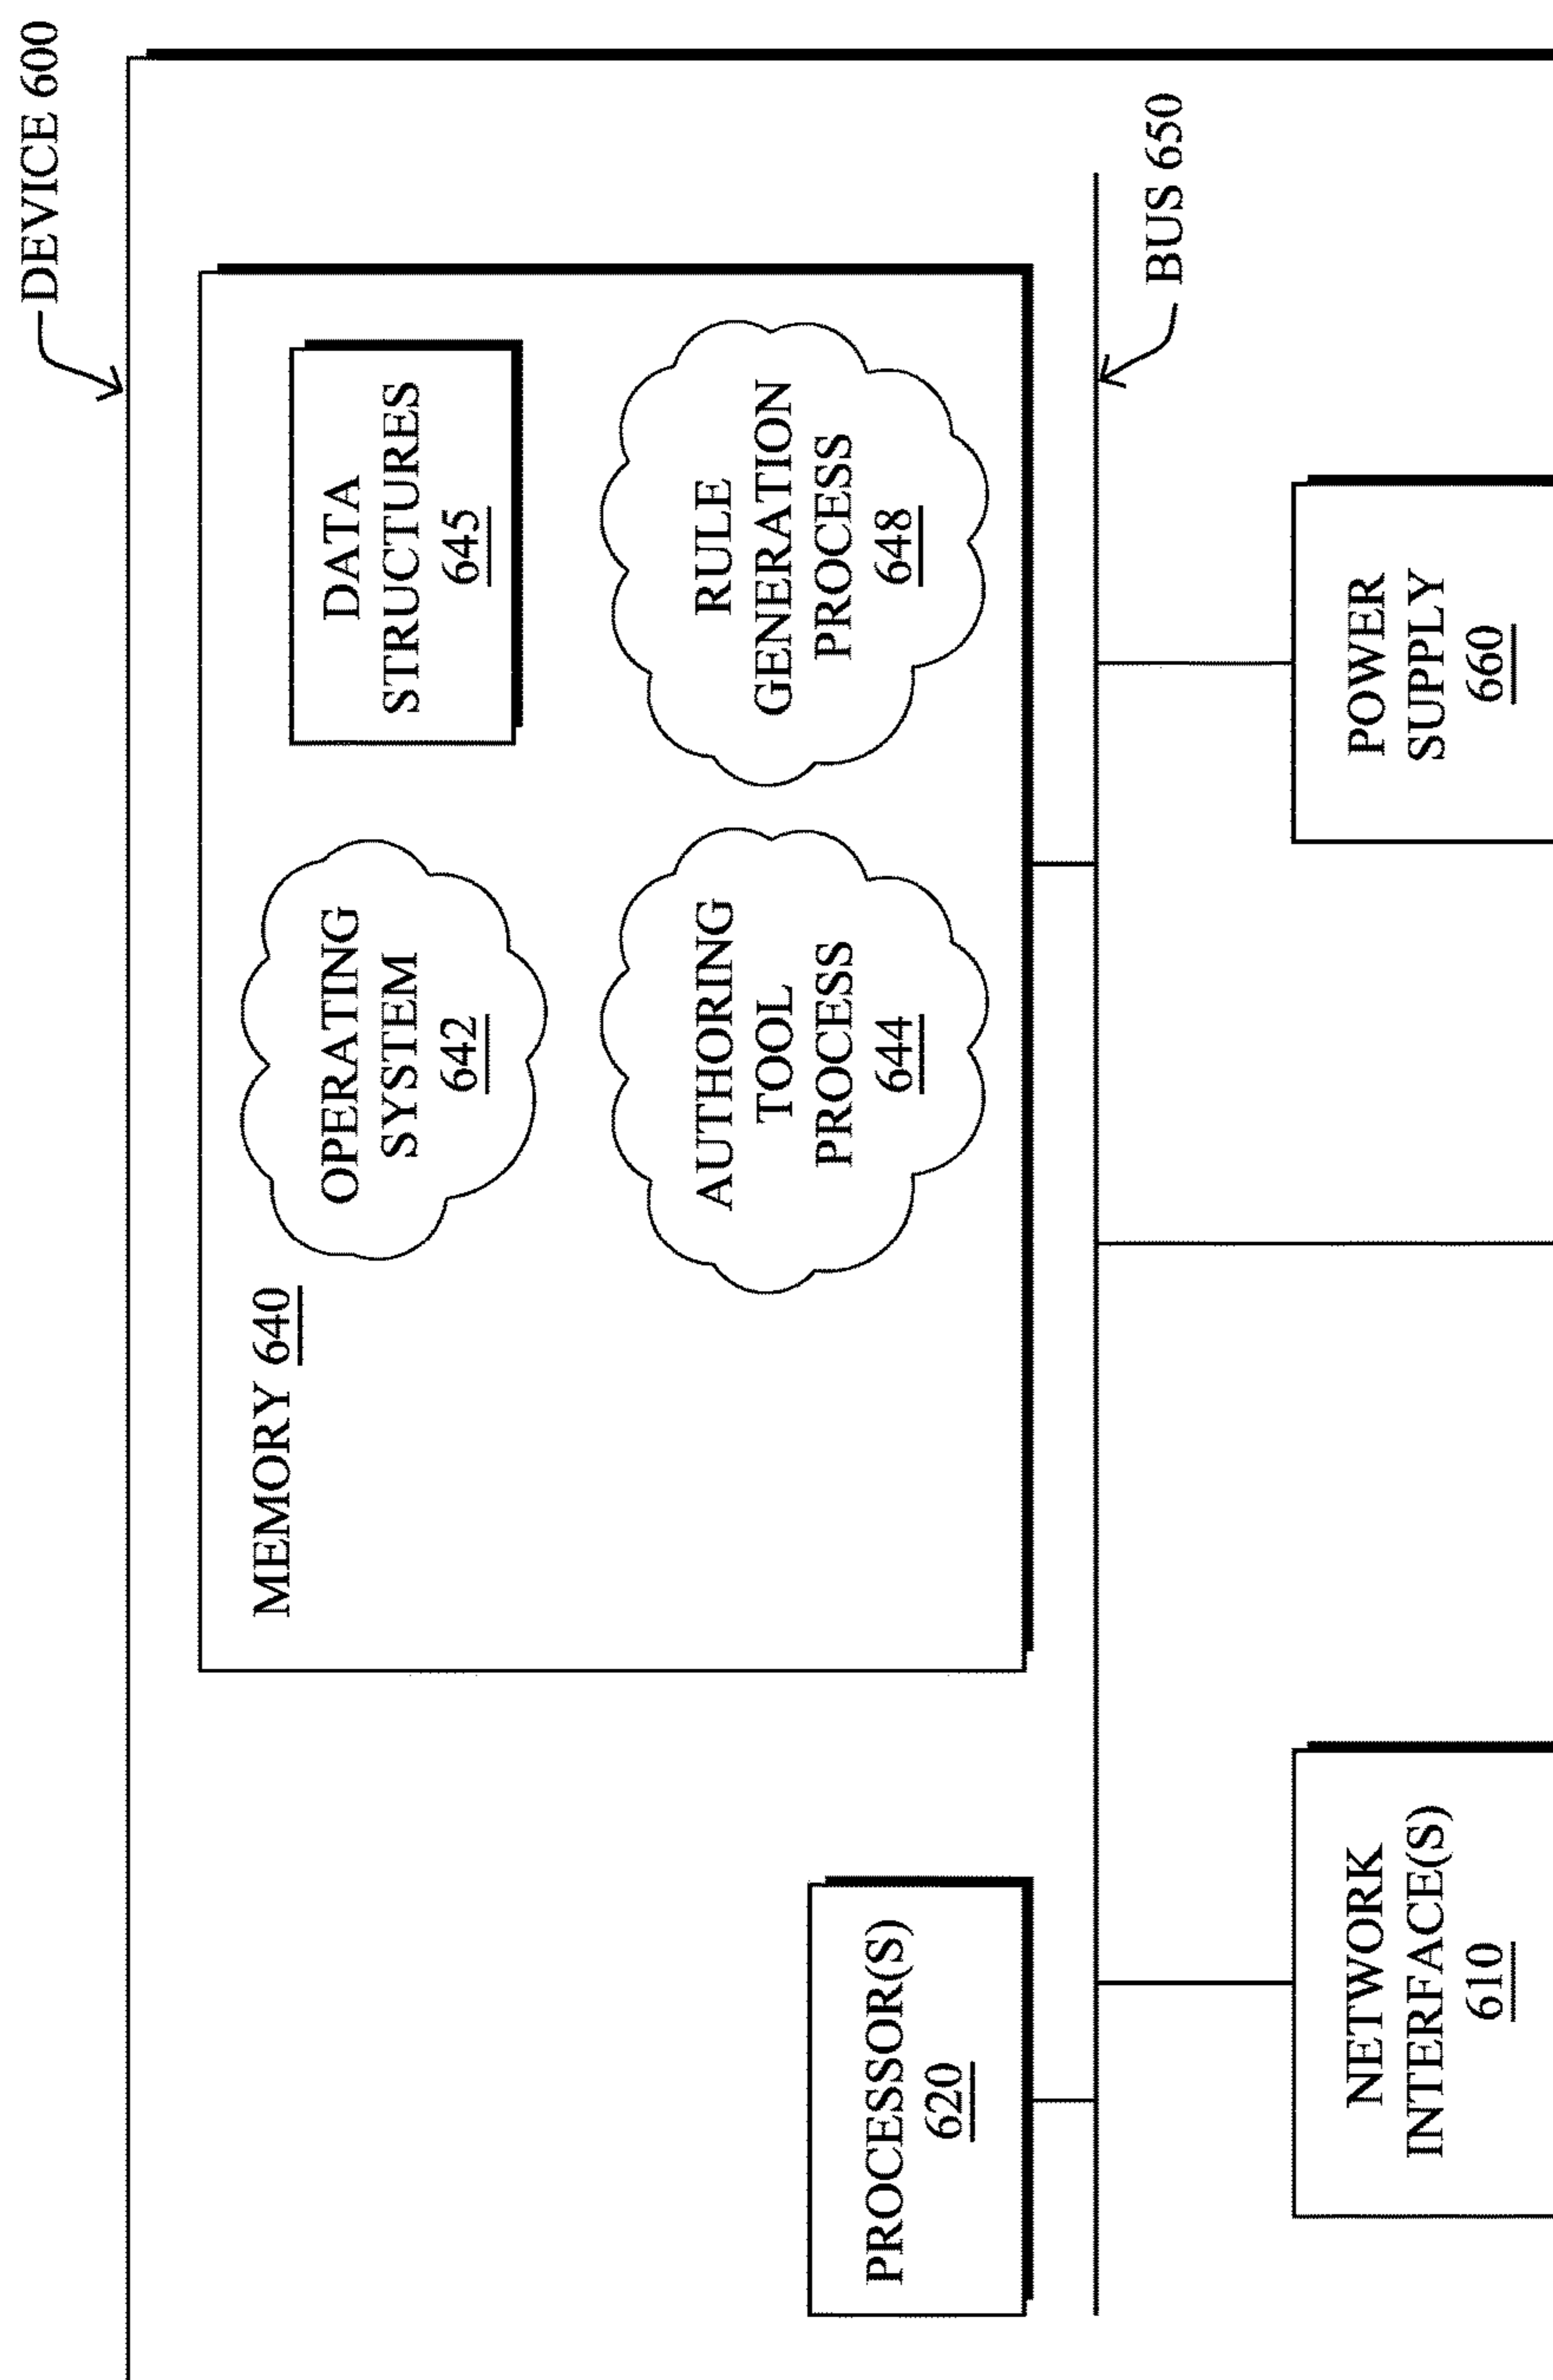 DEVICE 600
MEMORY 640
OPERATING
SYSTEM
642
DATA
STRUCTURES
645
AUTHORING
TOOL
PROCESS
644
RULE
GENERATION
PROCESS
648
PROCESSOR(S)
620
BUS 650
NETWORK
INTERFACE(S)
610
POWER
SUPPLY
660